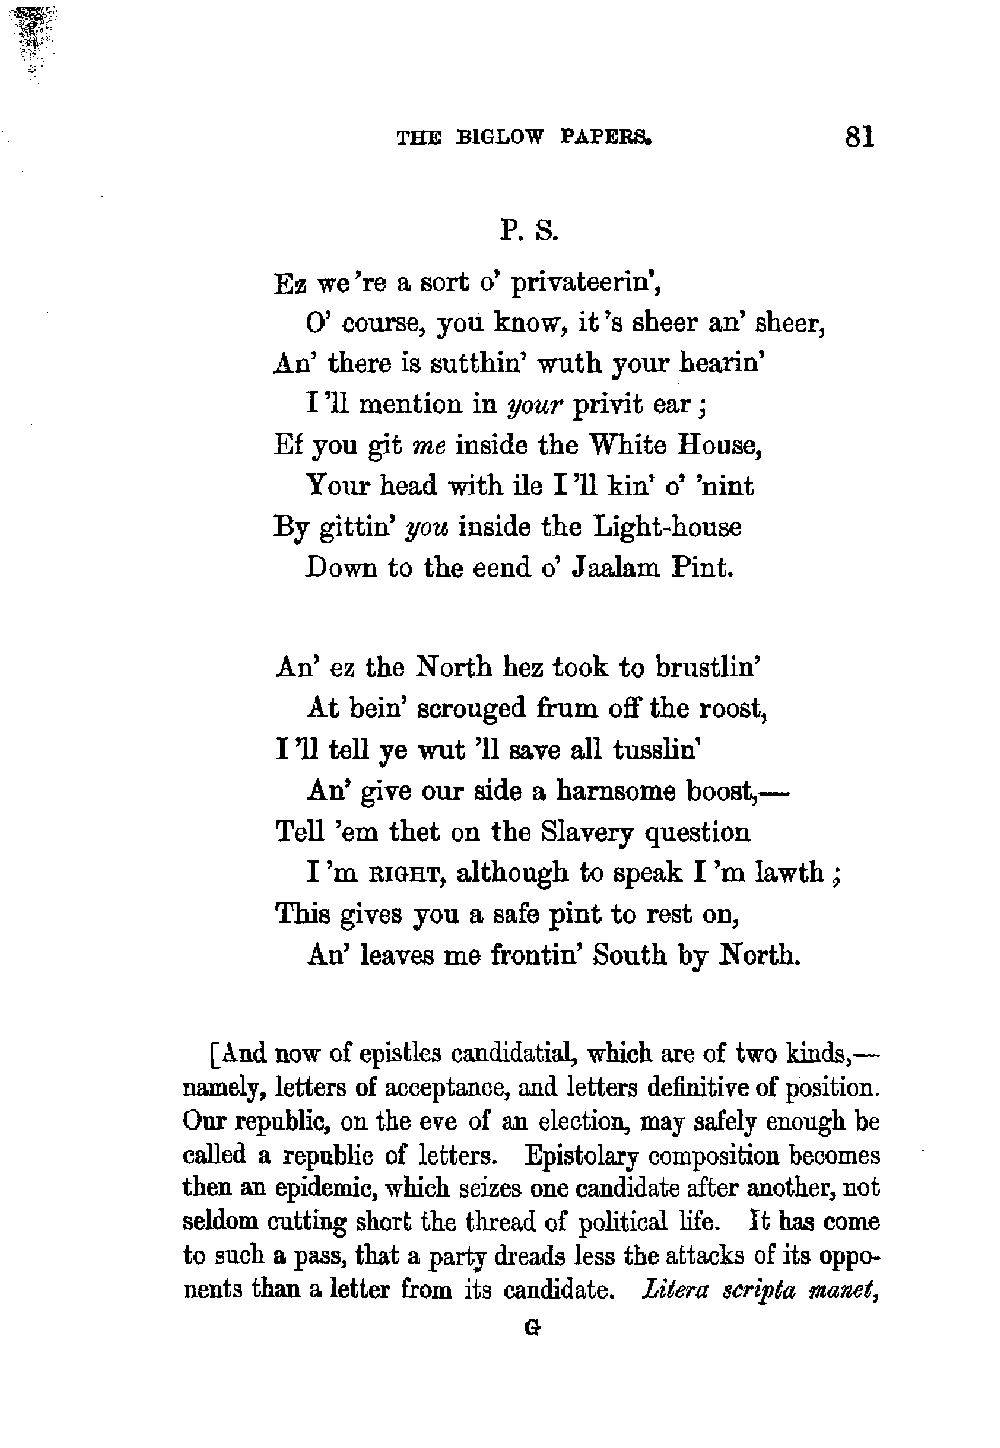 THE BIGLOW PAPERS. 81
P. S.
Ez we 're a sort o' privateerin',
O' course, you know, it 's sheer an' sheer,
An' there is sutthin' wuth your hearin'
I 'll mention in your privit ear ;
Ef you git me inside the White House,
Your head with ile I 'll kin' o' 'nint
By gittin' you inside the Light-house
Down to the eend o' Jaalam Pint.
An' ez the North hez took to brustlin'
At bein' scrouged frum off the roost,
I 'll tell ye wut 'll save all tusslin'
An' give our side a harnsome boost,—
Tell 'em thet on the Slavery question
I 'm RIGHT, although to speak I 'm lawth ;
This gives you a safe pint to rest on,
An' leaves me frontin' South by North.
[And now of epistles candidatial, which are of two kinds,—
namely, letters of acceptance, and letters definitive of position.
Our republic, on the eve of an election, may safely enough be
called a republic of letters. Epistolary composition becomes
then an epidemic, which seizes one candidate after another, not
seldom cutting short the thread of political life. It has come
to such a pass, that a party dreads less the attacks of its oppo-
nents than a letter from its candidate. Litera scripta manet,
G